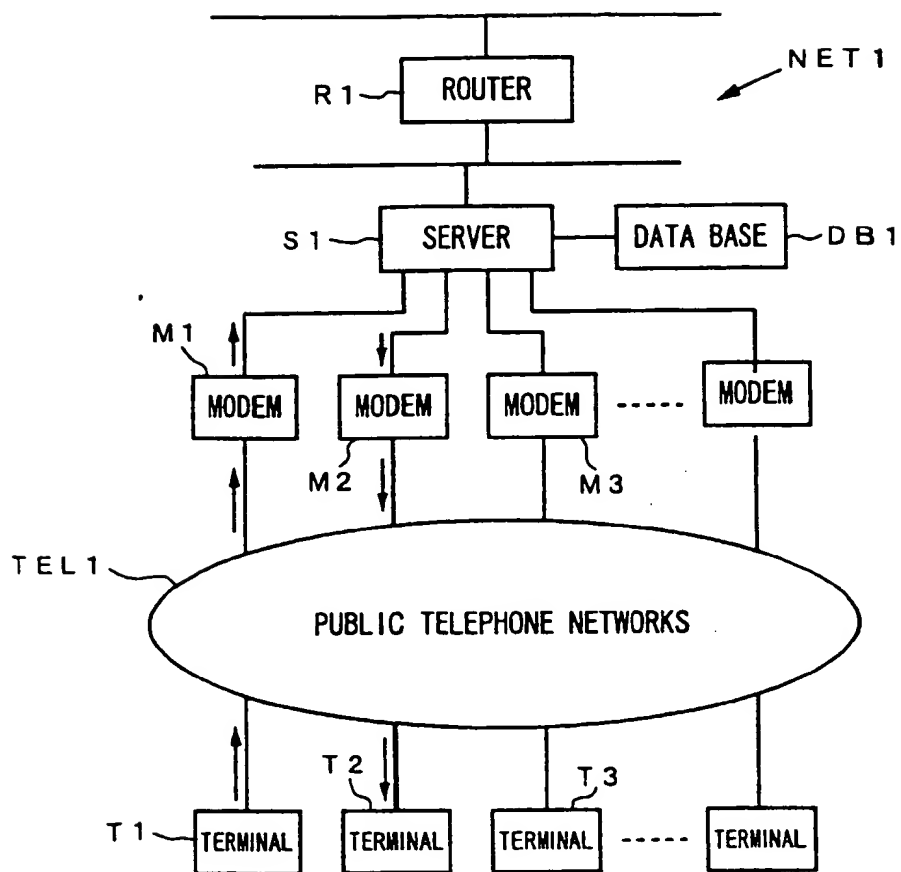 NET1
R1
ROUTER
S1
SERVER
DATA BASE
DB1
M1
MODEM
MODEM
MODEM
MODEM
M2
M3
TEL1
PUBLIC TELEPHONE NETWORKS
T2
T3
T1
TERMINAL
TERMINAL
TERMINAL
TERMINAL